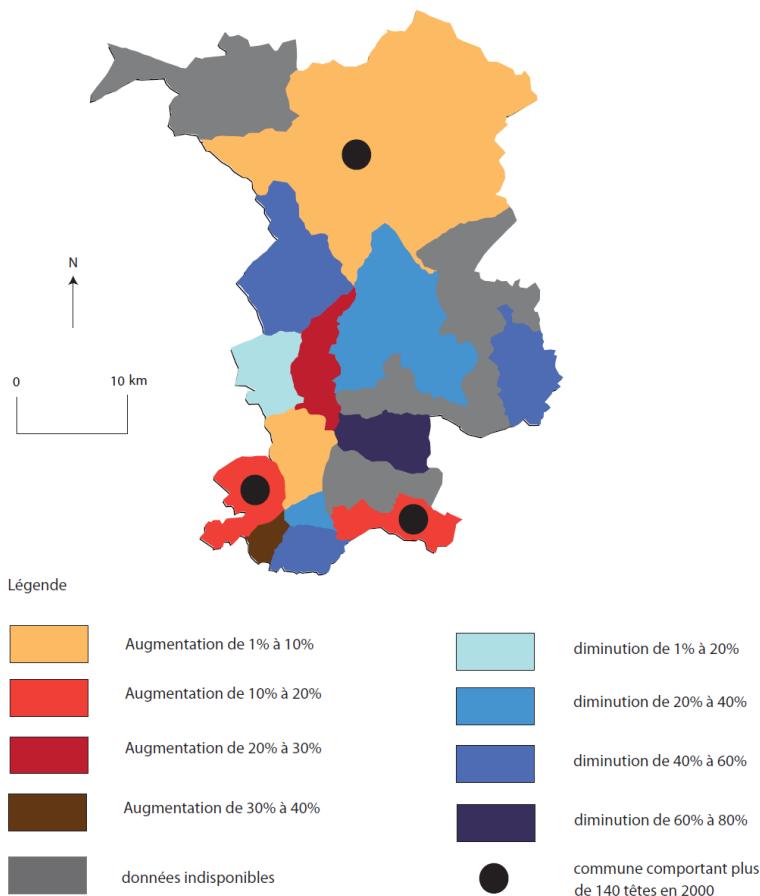 N
0
10 km
Légende
Augmentation de 1% à 10%
Augmentation de 10% à 20%
Augmentation de 20% à 30%
Augmentation de 30% à 40%
données indisponibles
diminution de 1% à 20%
diminution de 20% à 40%
diminution de 40% à 60%
diminution de 60% à 80%
commune comportant plus
de 140 têtes en 2000